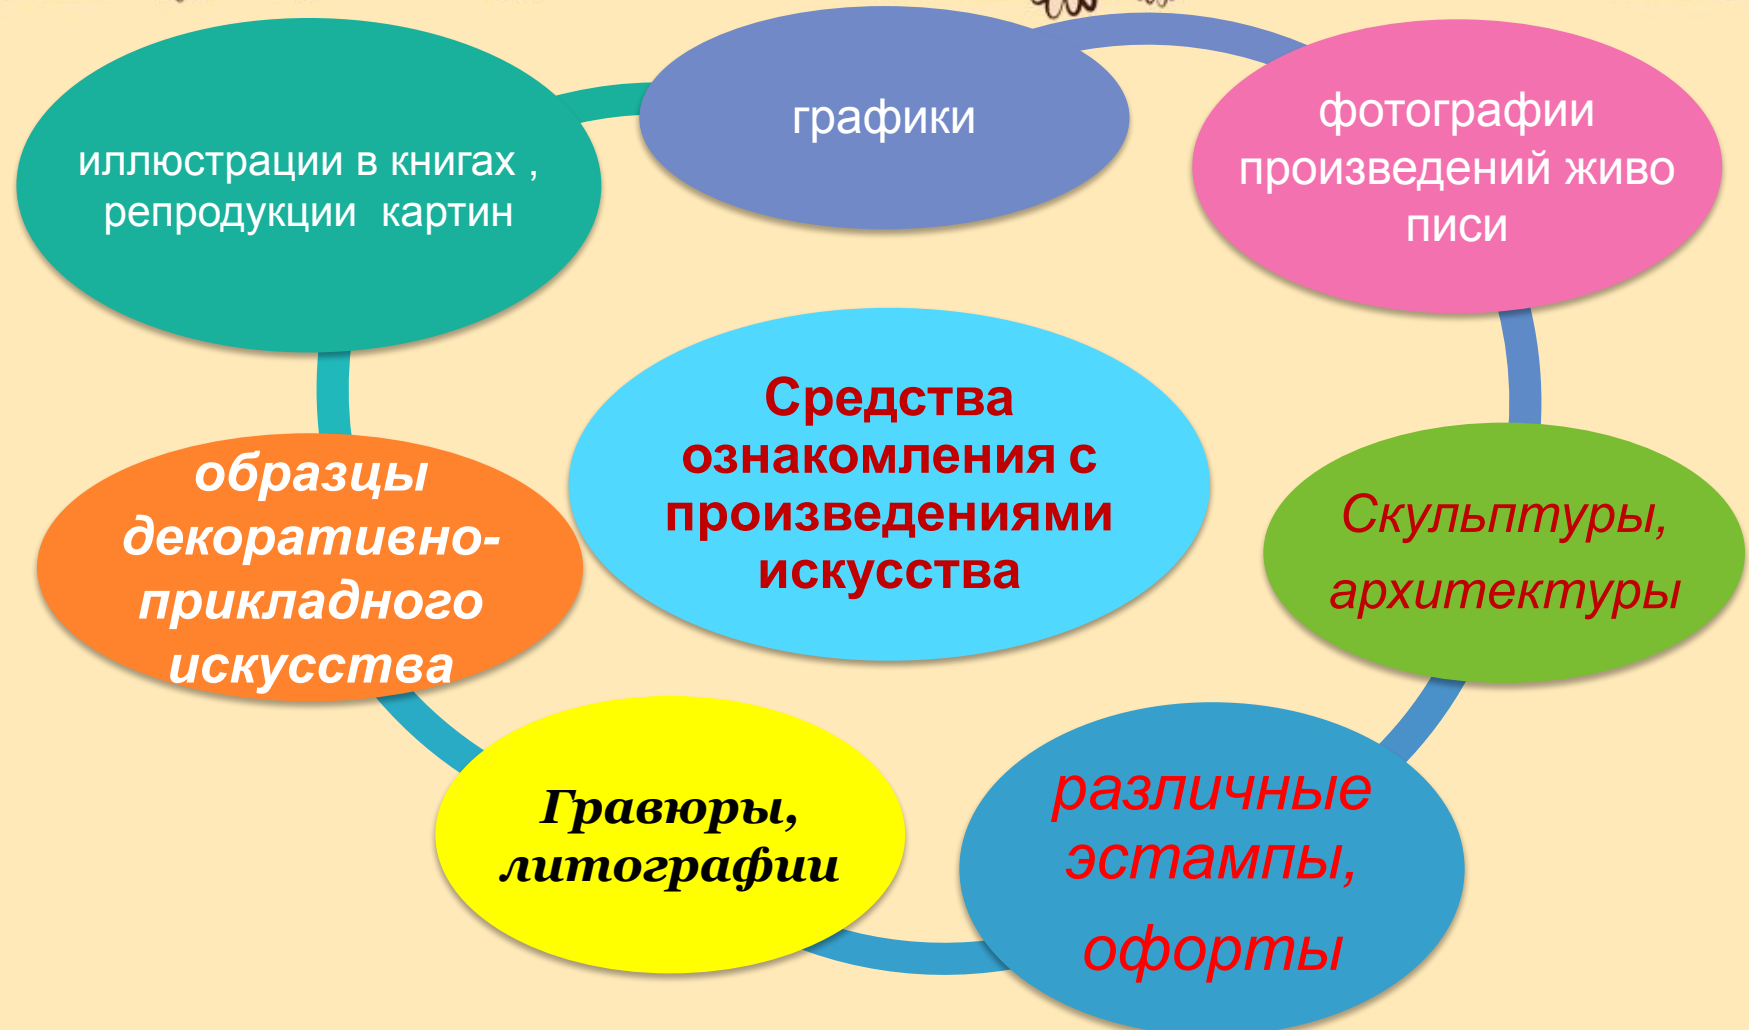 графики
фотографии
произведений живо
писи
иллюстрации в книгах ,
репродукции картин
Средства
ознакомления с
произведениями
искусства
Скульптуры,
архитектуры
образцы
декоративно-
прикладного
искусства
различные
эстампы,
офорты
Гравюры,
литографии